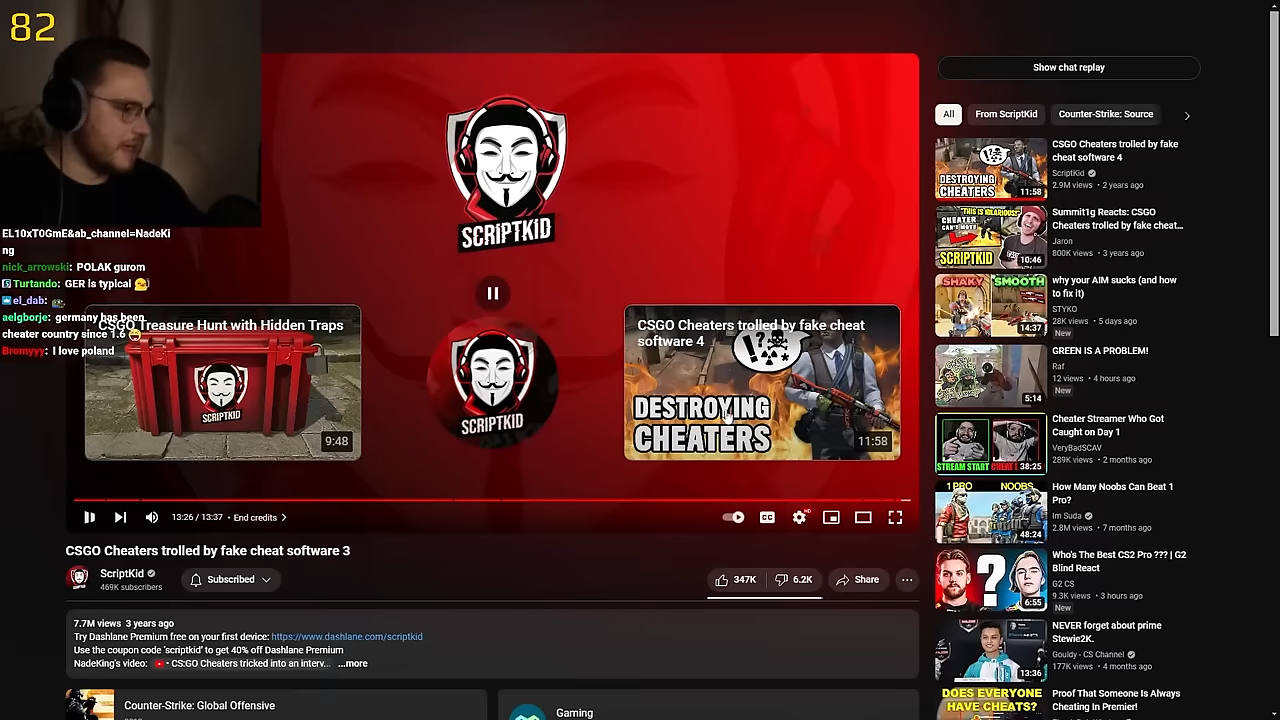 82
EL10xT0GmE&ab_channel=NadeKi
ng
nick_arrowski: POLAK gurom
Turtando: GER is typical
el_dab:
aelgborje: germany has been
cheater country since 1.6
Bromyyy: I love poland
SCRIPTKID
CSGO Treasure Hunt with Hidden Traps
SCRIPTKID
9:48
SCRIPTKID
CSGO Cheaters trolled by fake cheat
software 4
DESTROYING
CHEATERS
11:58
13:26 / 13:37 • End credits
CC
HD
CSGO Cheaters trolled by fake cheat software 3
ScriptKid
469K subscribers
Subscribed
347K
6.2K
Share
7.7M views 3 years ago
Try Dashlane Premium free on your first device: https://www.dashlane.com/scriptkid
Use the coupon code 'scriptkid' to get 40% off Dashlane Premium
NadeKing's video: • CS:GO Cheaters tricked into an interv... ...more
Counter-Strike: Global Offensive
Gaming
Show chat replay
All
From ScriptKid
Counter-Strike: Source
DESTROYING
CHEATERS
11:58
CSGO Cheaters trolled by fake cheat
software 4
ScriptKid
2.9M views • 2 years ago
"THIS IS HILARIOUS!"
CHEATER
CAN'T MOVE
SCRIPTKID
10:46
Summit1g Reacts: CSGO
Cheaters trolled by fake cheat...
Jaron
800K views • 3 years ago
SHAKY
SMOOTH
14:37
why your AIM sucks (and how
to fix it)
STYKO
28K views • 5 days ago
New
5:14
GREEN IS A PROBLEM!
Raf
12 views • 4 hours ago
New
STREAM START
CHEAT!
38:25
Cheater Streamer Who Got
Caught on Day 1
VeryBadSCAV
289K views • 2 months ago
1 PRO
NOOBS
48:24
How Many Noobs Can Beat 1
Pro?
Im Suda
2.8M views • 7 months ago
?
6:55
Who's The Best CS2 Pro ??? | G2
Blind React
G2 CS
9.3K views • 3 hours ago
New
13:36
NEVER forget about prime
Stewie2K.
Gouldy - CS Channel
177K views • 4 months ago
DOES EVERYONE
HAVE CHEATS?
Proof That Someone Is Always
Cheating In Premier!